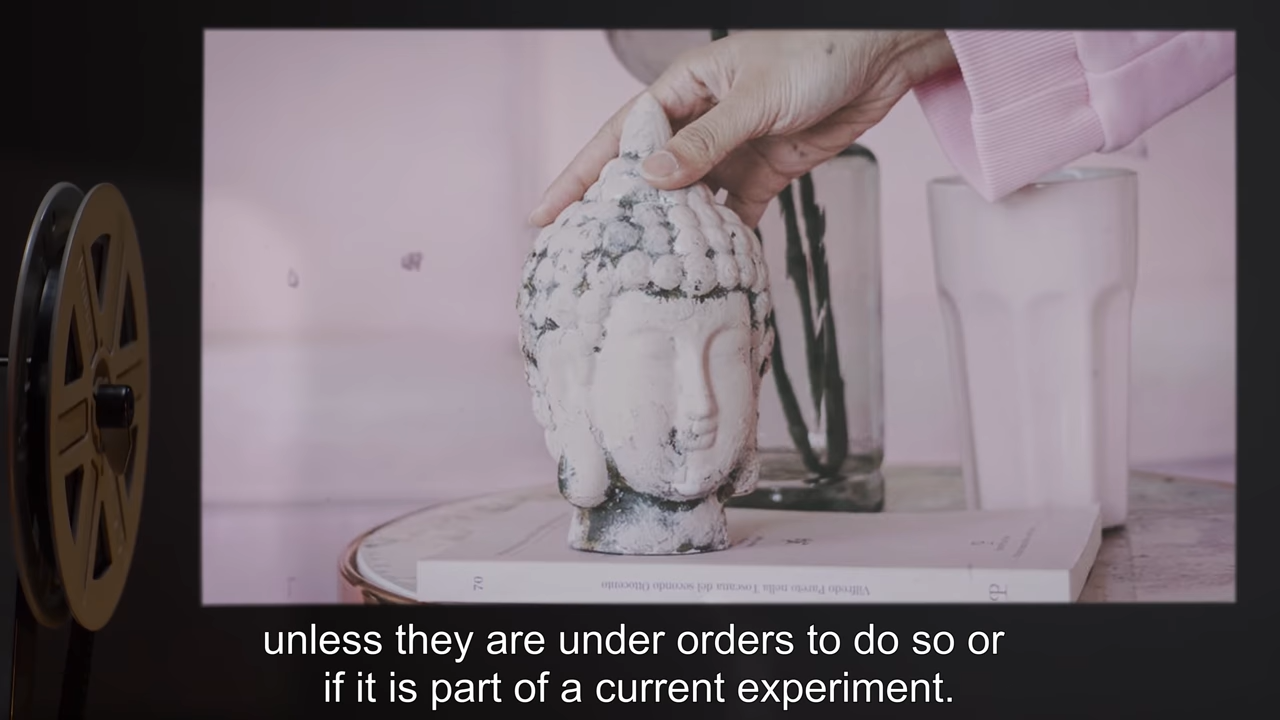 70
Vilfredo Pareto nella Toscana del secondo Ottocento
unless they are under orders to do so or
if it is part of a current experiment.